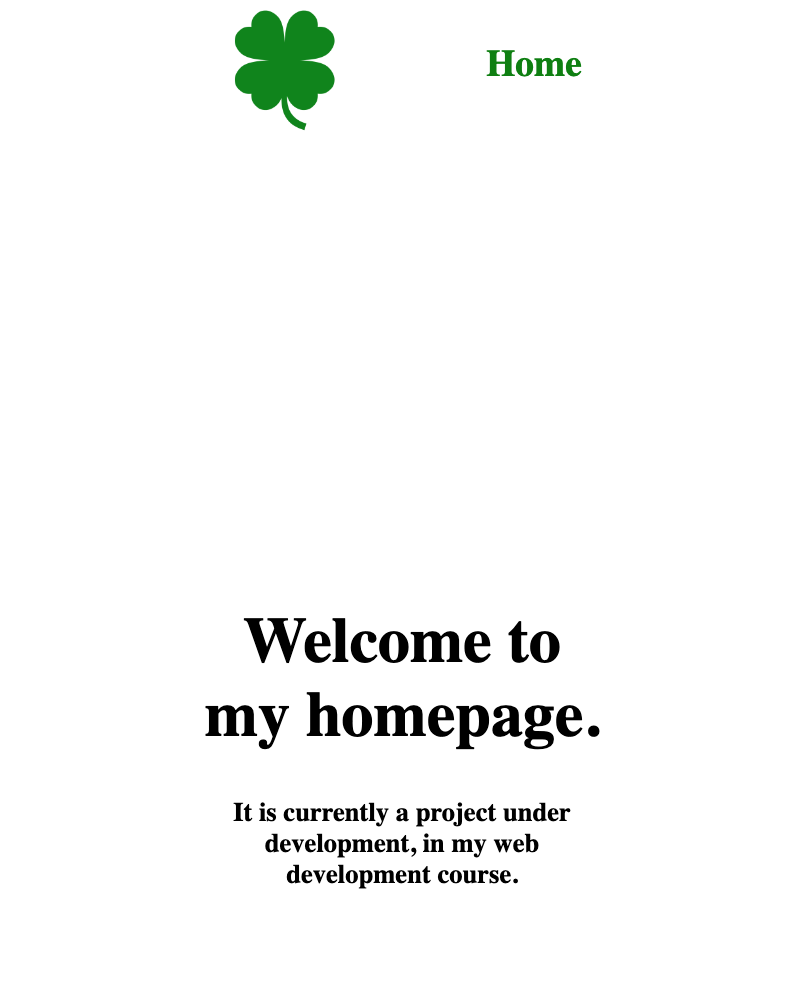 Home
Welcome to
my homepage.
It is currently a project under
development, in my web
development course.